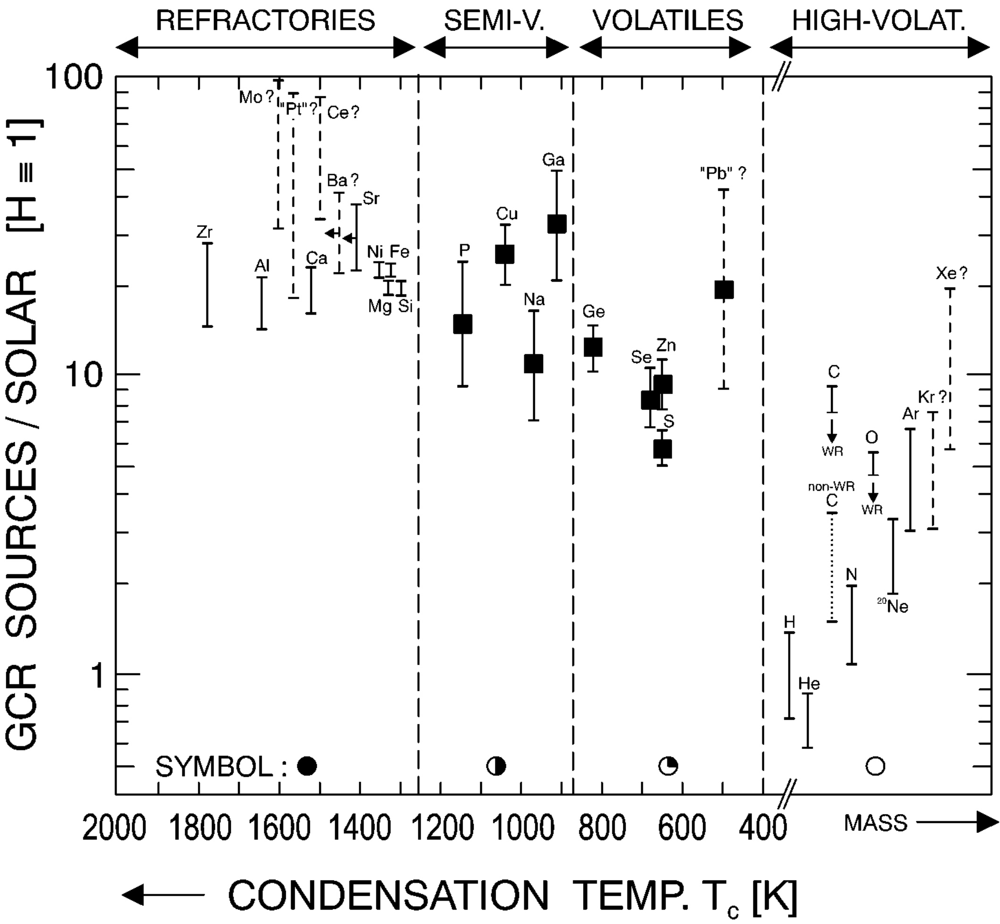 REFRACTORIES SEMI-V. VOLATILES HIGH-VOLAT.
100
Mo ? "Pt" ? Ce ?
Ga
"Pb" ?
Ba ?
Sr
Cu
Zr
P
Ni Fe
Ca
Al
Xe ?
Na
Mg Si
Ge
Zn
Se
10
C
Kr ?
Ar
S
O
WR
non-WR
C
WR
N
20Ne
H
1
He
SYMBOL :
2000 1800 1600 1400 1200 1000 800 600 400 MASS
CONDENSATION TEMP. TC [K]
GCR SOURCES / SOLAR [H ≡ 1]